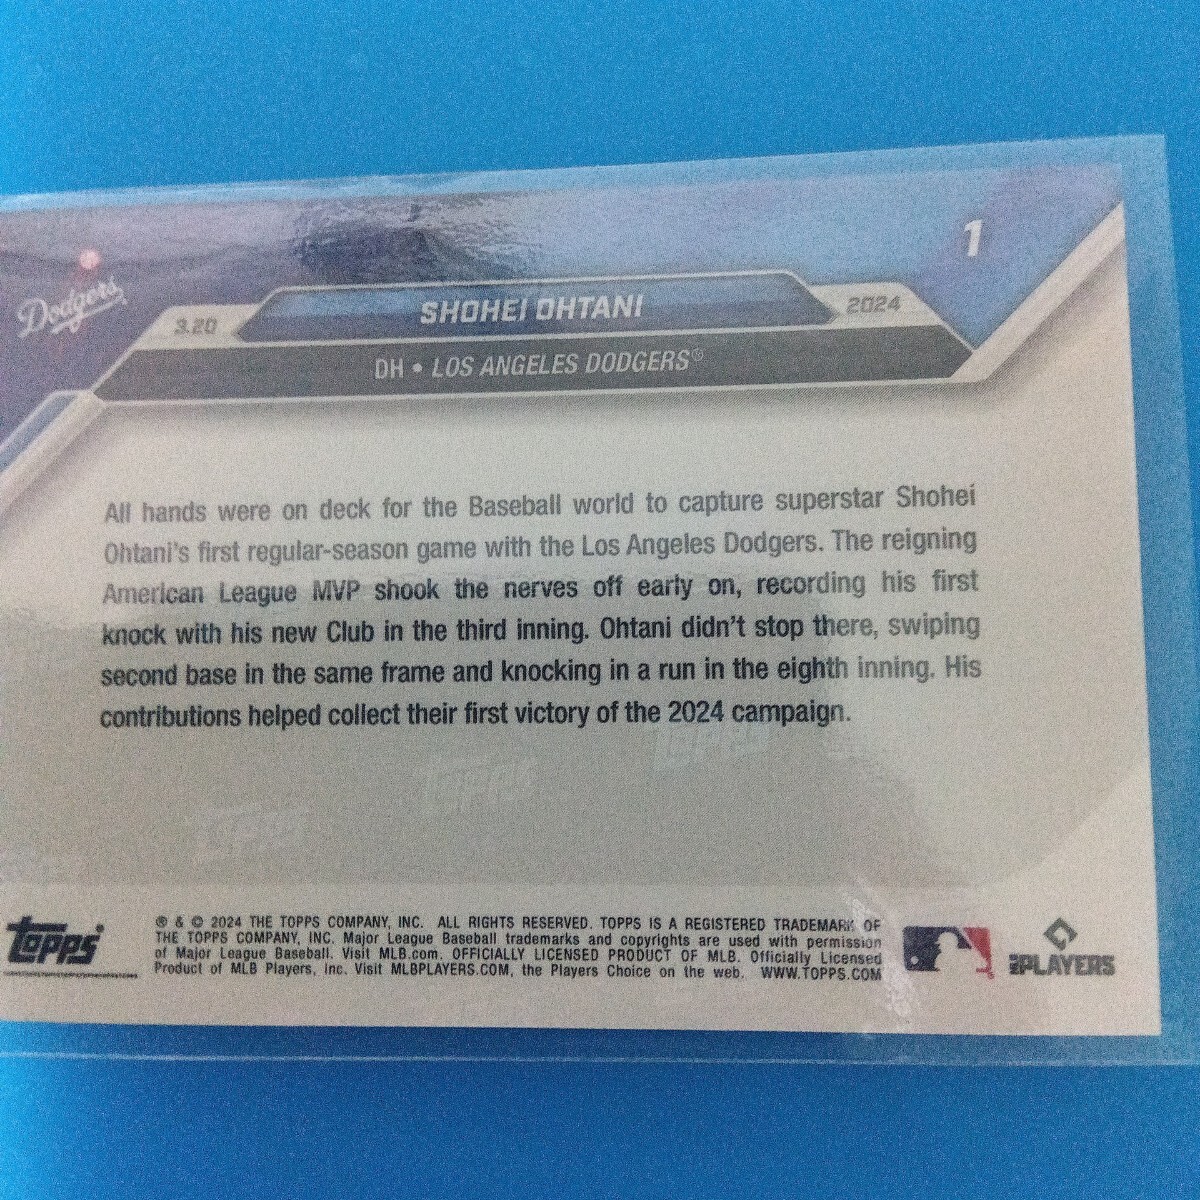 1
Dodgers
3.20
SHOHEI OHTANI
2024
DH • LOS ANGELES DODGERS®
All hands were on deck for the Baseball world to capture superstar Shohei
Ohtani's first regular-season game with the Los Angeles Dodgers. The reigning
American League MVP shook the nerves off early on, recording his first
knock with his new Club in the third inning. Ohtani didn't stop there, swiping
second base in the same frame and knocking in a run in the eighth inning. His
contributions helped collect their first victory of the 2024 campaign.
topps
topps
topps
topps
® & © 2024 THE TOPPS COMPANY, INC. ALL RIGHTS RESERVED. TOPPS IS A REGISTERED TRADEMARK OF
THE TOPPS COMPANY, INC. Major League Baseball trademarks and copyrights are used with permission
of Major League Baseball. Visit MLB.com. OFFICIALLY LICENSED PRODUCT OF MLB. Officially Licensed
Product of MLB Players, Inc. Visit MLBPLAYERS.COM, the Players Choice on the web. WWW.TOPPS.COM
PLAYERS